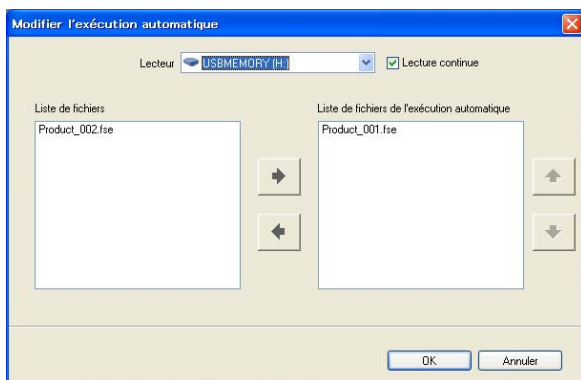 Modifier l'exécution automatique
Lecteur USBMEMORY (H:) Lecture continue
Liste de fichiers Liste de fichiers de l'exécution automatique
Product_002.fse Product_001.fse
OK Annuler